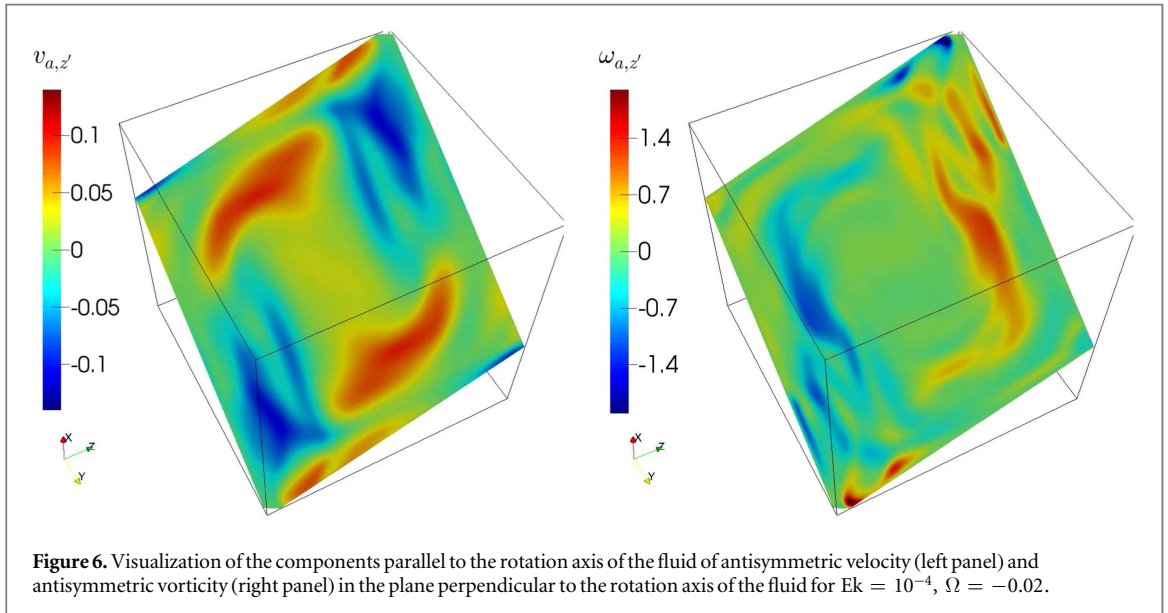 v_{a,z′}
0.1
0.05
0
-0.05
-0.1
X
Z
Y
ω_{a,z′}
1.4
0.7
0
-0.7
-1.4
X
Z
Y
Figure 6. Visualization of the components parallel to the rotation axis of the fluid of antisymmetric velocity (left panel) and
antisymmetric vorticity (right panel) in the plane perpendicular to the rotation axis of the fluid for Ek = 10⁻⁴, Ω = −0.02.